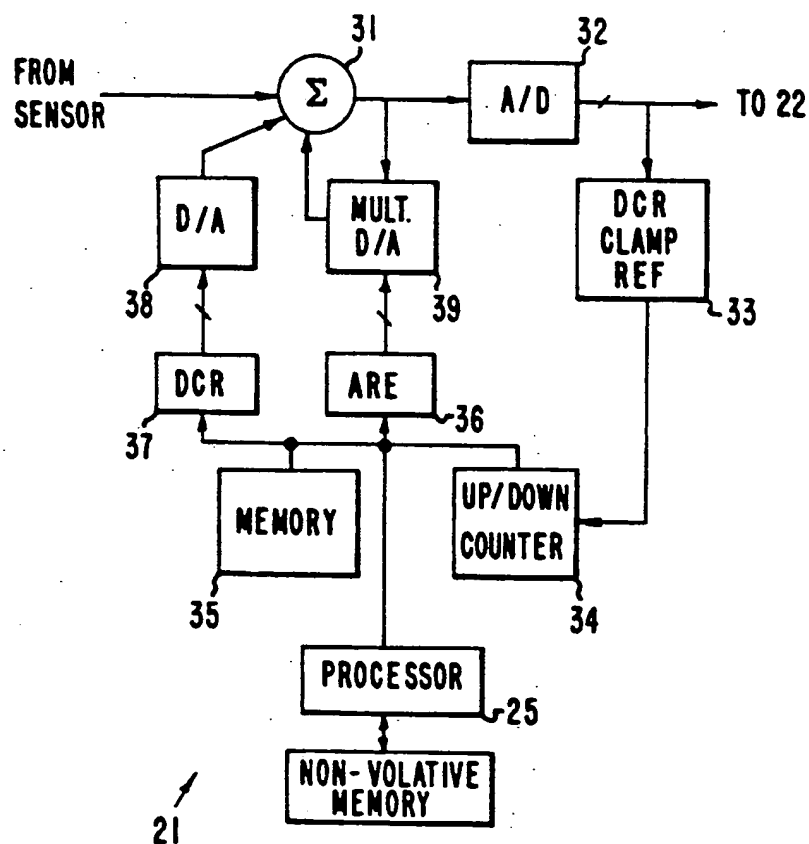 31
32
FROM
SENSOR
Σ
A/D
TO 22
D/A
MULT.
D/A
DCR
CLAMP
REF
38
39
33
DCR
ARE
37
36
MEMORY
UP/DOWN
COUNTER
35
34
PROCESSOR
25
NON-VOLATIVE
MEMORY
21